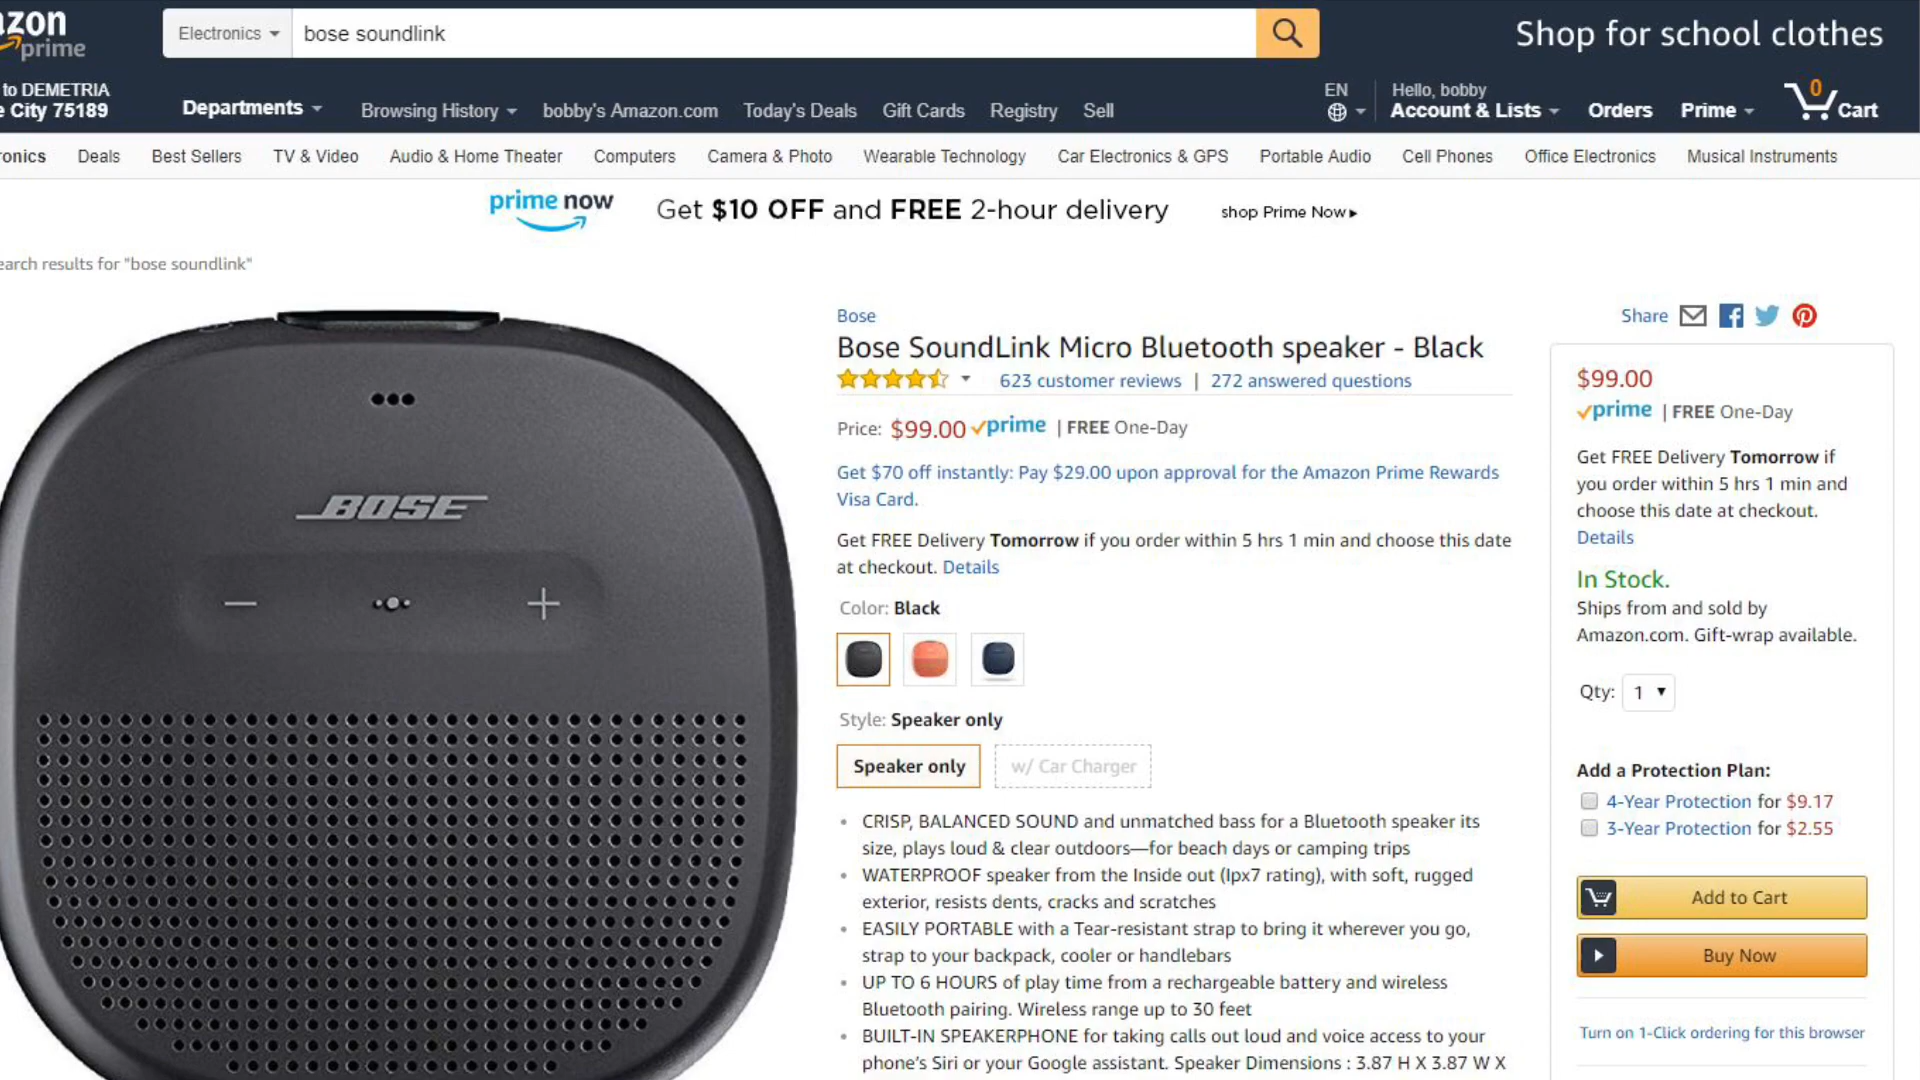 azon
prime
Electronics
bose soundlink
Shop for school clothes
to DEMETRIA
City 75189
Departments
Browsing History
bobby's Amazon.com
Today's Deals
Gift Cards
Registry
Sell
EN
Hello, bobby
Account & Lists
Orders
Prime
0
Cart
ronics
Deals
Best Sellers
TV & Video
Audio & Home Theater
Computers
Camera & Photo
Wearable Technology
Car Electronics & GPS
Portable Audio
Cell Phones
Office Electronics
Musical Instruments
prime now
Get $10 OFF and FREE 2-hour delivery
shop Prime Now
earch results for "bose soundlink"
BOSE
Bose
Bose SoundLink Micro Bluetooth speaker - Black
623 customer reviews | 272 answered questions
Price: $99.00 prime | FREE One-Day
Get $70 off instantly: Pay $29.00 upon approval for the Amazon Prime Rewards
Visa Card.
Get FREE Delivery Tomorrow if you order within 5 hrs 1 min and choose this date
at checkout. Details
Color: Black
Style: Speaker only
Speaker only
w/ Car Charger
• CRISP, BALANCED SOUND and unmatched bass for a Bluetooth speaker its
size, plays loud & clear outdoors—for beach days or camping trips
• WATERPROOF speaker from the Inside out (Ipx7 rating), with soft, rugged
exterior, resists dents, cracks and scratches
• EASILY PORTABLE with a Tear-resistant strap to bring it wherever you go,
strap to your backpack, cooler or handlebars
• UP TO 6 HOURS of play time from a rechargeable battery and wireless
Bluetooth pairing. Wireless range up to 30 feet
• BUILT-IN SPEAKERPHONE for taking calls out loud and voice access to your
phone's Siri or your Google assistant. Speaker Dimensions : 3.87 H X 3.87 W X
Share
$99.00
prime | FREE One-Day
Get FREE Delivery Tomorrow if
you order within 5 hrs 1 min and
choose this date at checkout.
Details
In Stock.
Ships from and sold by
Amazon.com. Gift-wrap available.
Qty: 1
Add a Protection Plan:
4-Year Protection for $9.17
3-Year Protection for $2.55
Add to Cart
Buy Now
Turn on 1-Click ordering for this browser